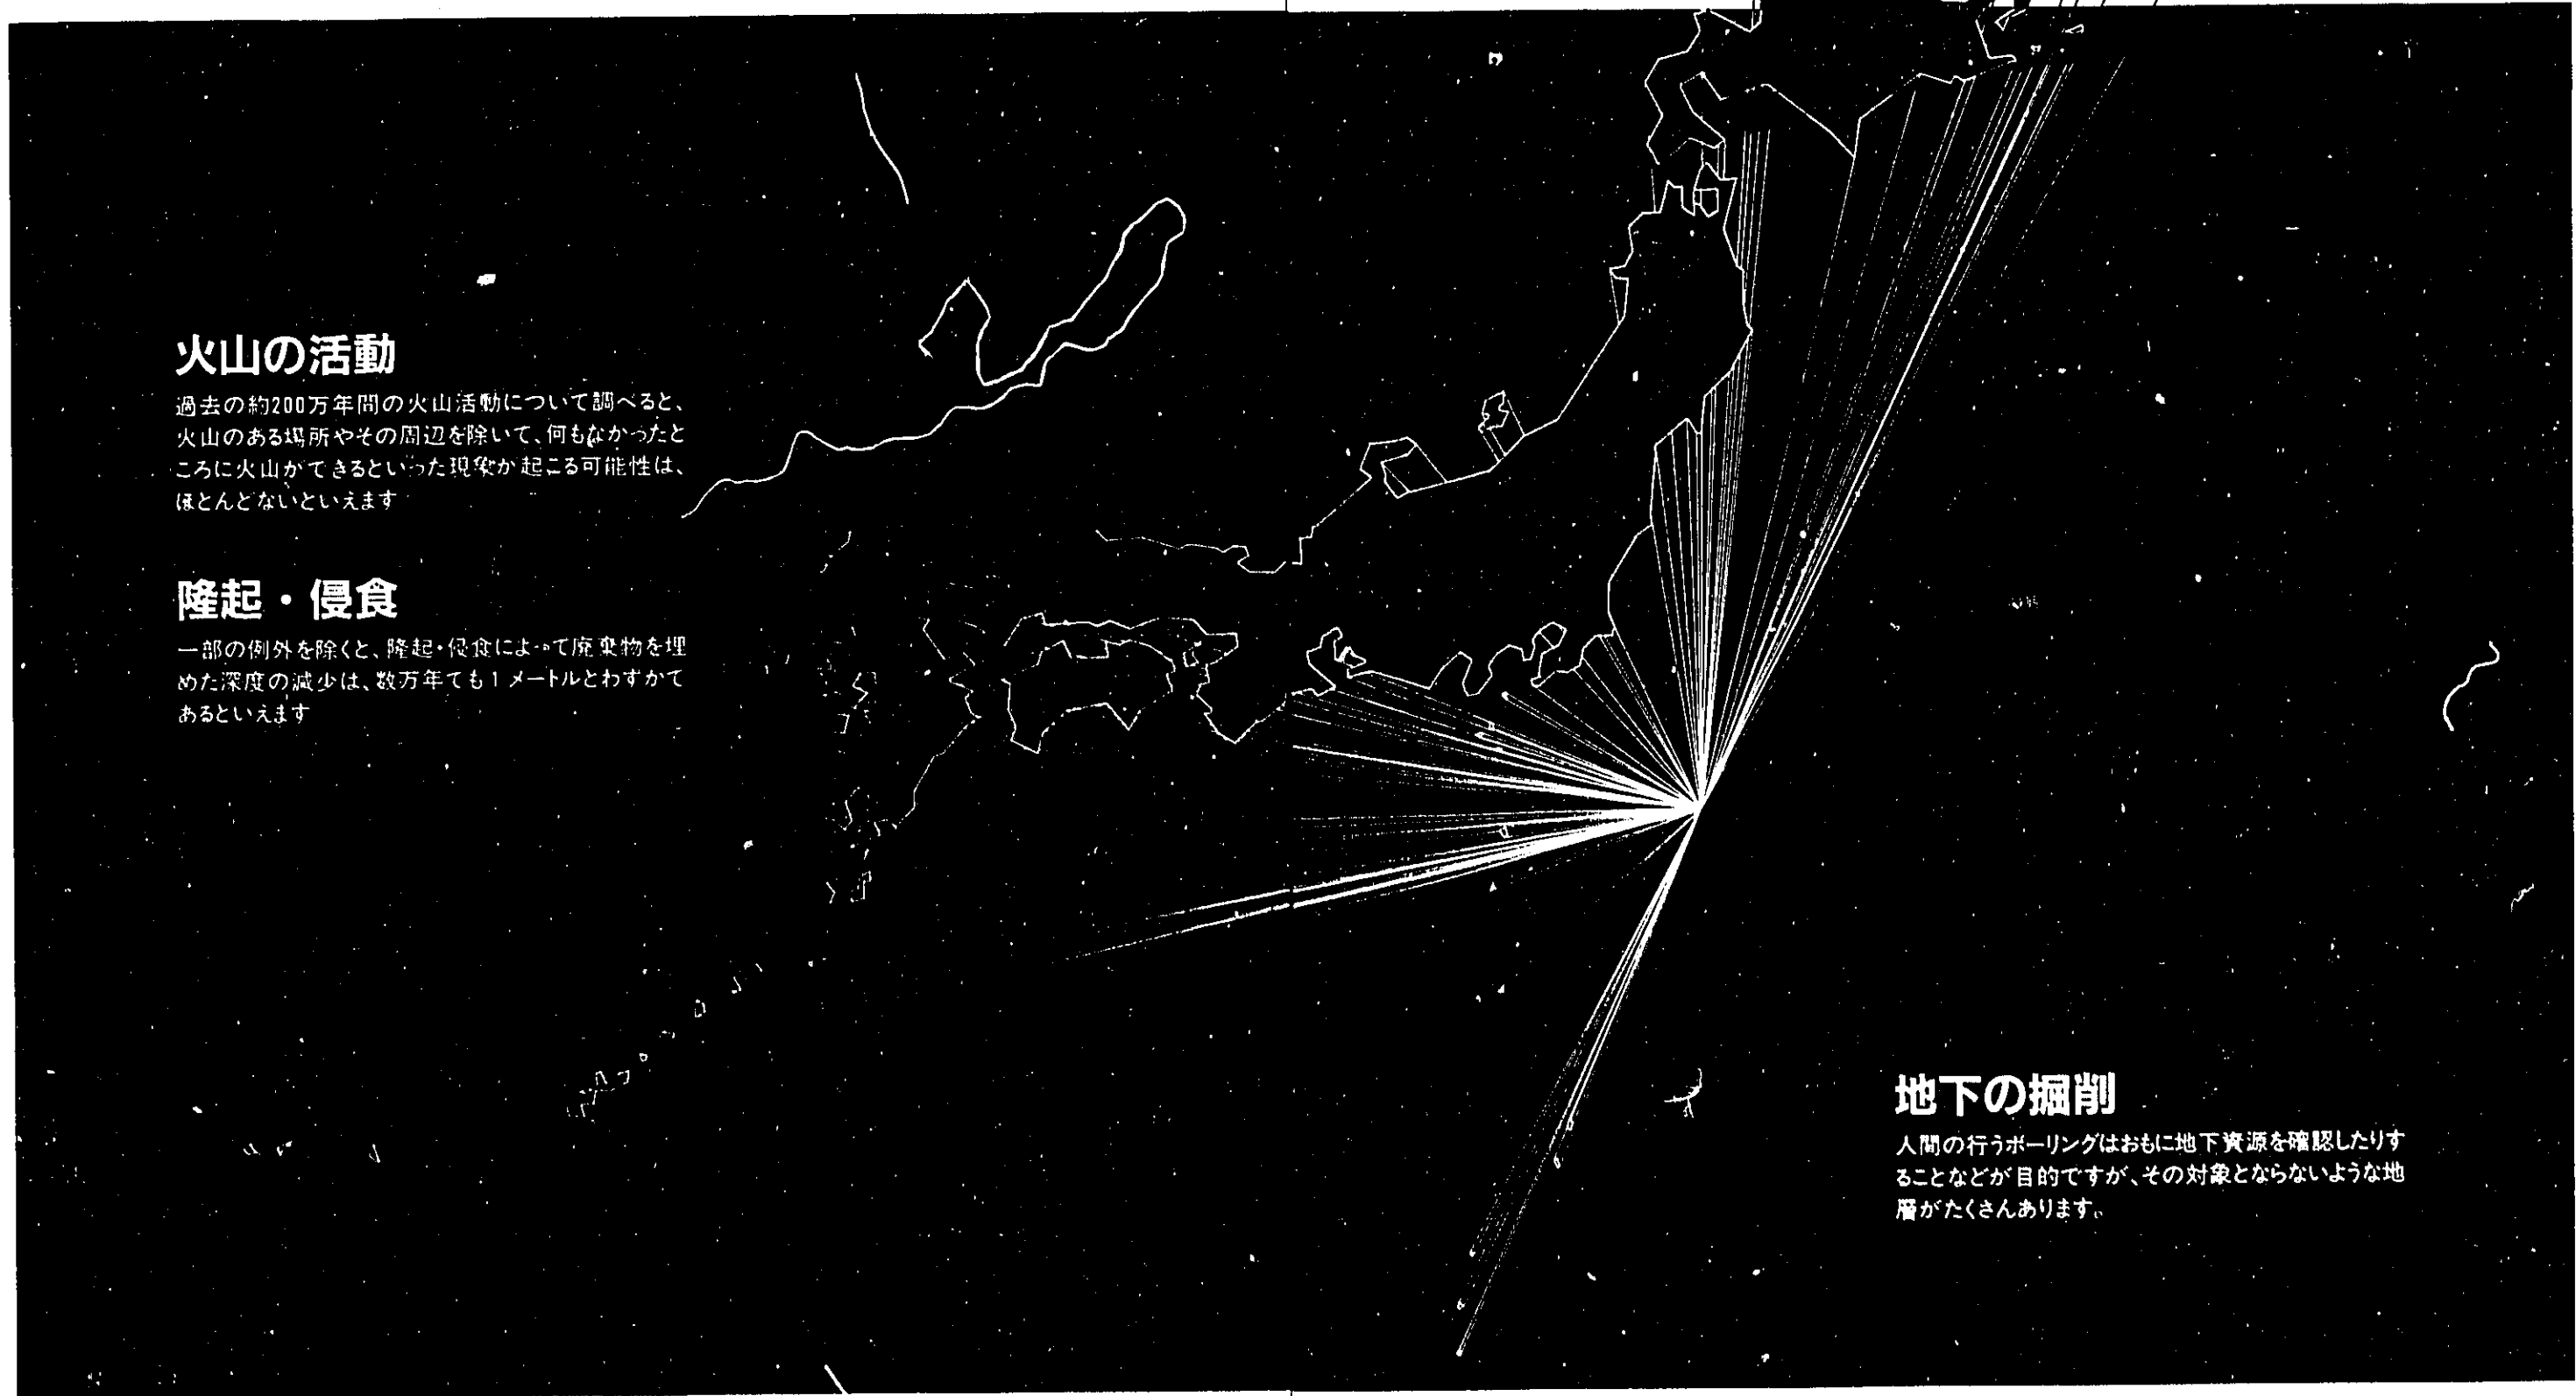 火山の活動
過去の約200万年間の火山活動について調べると、
火山のある場所やその周辺を除いて、何もなかったと
ころに火山ができるといった現象が起こる可能性は、
ほとんどないといえます
隆起・侵食
一部の例外を除くと、隆起・侵食によって廃棄物を埋
めた深度の減少は、数万年でも1メートルとわずかで
あるといえます
地下の掘削
人間の行うボーリングはおもに地下資源を確認したりす
ることなどが目的ですが、その対象とならないような地
層がたくさんあります。